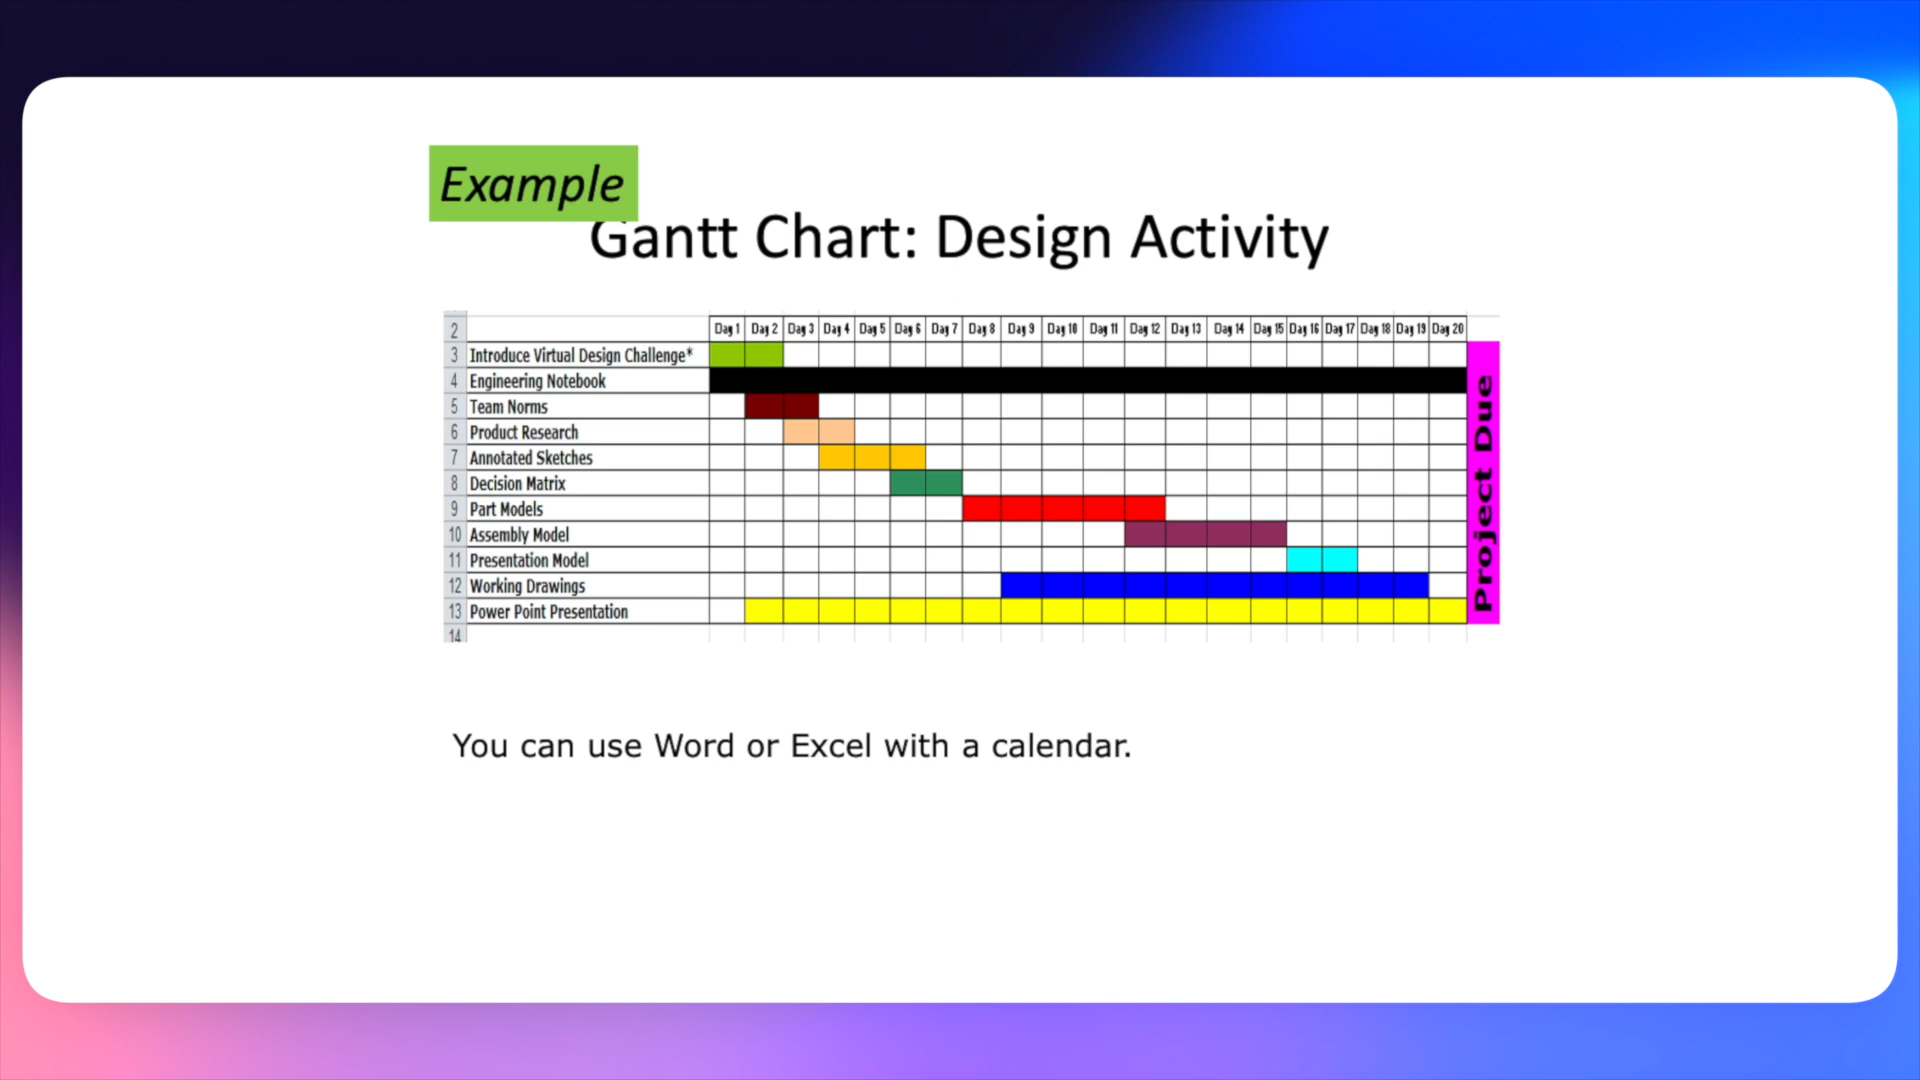 Example
Gantt Chart: Design Activity
2 Day 1 Day 2 Day 3 Day 4 Day 5 Day 6 Day 7 Day 8 Day 9 Day 10 Day 11 Day 12 Day 13 Day 14 Day 15 Day 16 Day 17 Day 18 Day 19 Day 20
3 Introduce Virtual Design Challenge*
4 Engineering Notebook
5 Team Norms
6 Product Research
7 Annotated Sketches
8 Decision Matrix
9 Part Models
10 Assembly Model
11 Presentation Model
12 Working Drawings
13 Power Point Presentation
14
Project Due
You can use Word or Excel with a calendar.